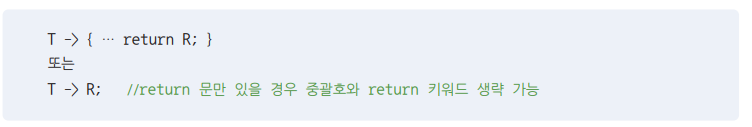 T -> { … return R; }
또는
T -> R;   //return 문만 있을 경우 중괄호와 return 키워드 생략 가능